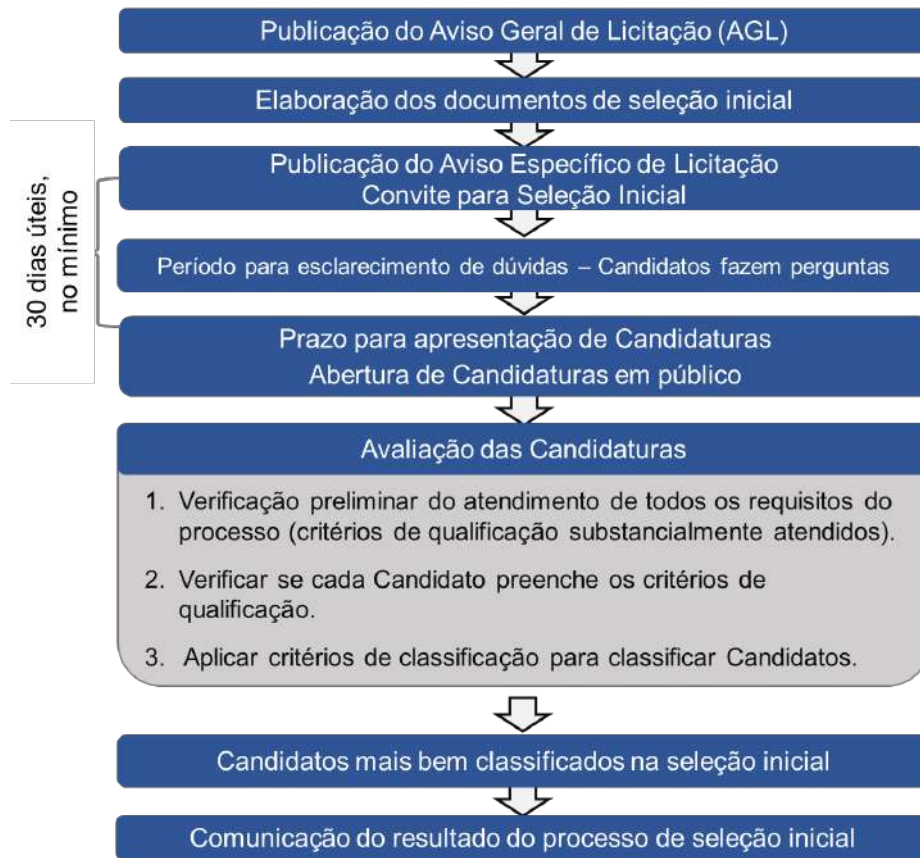 Publicação do Aviso Geral de Licitação (AGL)
Elaboração dos documentos de seleção inicial
30 dias úteis,
no mínimo
Publicação do Aviso Específico de Licitação
Convite para Seleção Inicial
Período para esclarecimento de dúvidas – Candidatos fazem perguntas
Prazo para apresentação de Candidaturas
Abertura de Candidaturas em público
Avaliação das Candidaturas
1. Verificação preliminar do atendimento de todos os requisitos do
processo (critérios de qualificação substancialmente atendidos).
2. Verificar se cada Candidato preenche os critérios de
qualificação.
3. Aplicar critérios de classificação para classificar Candidatos.
Candidatos mais bem classificados na seleção inicial
Comunicação do resultado do processo de seleção inicial